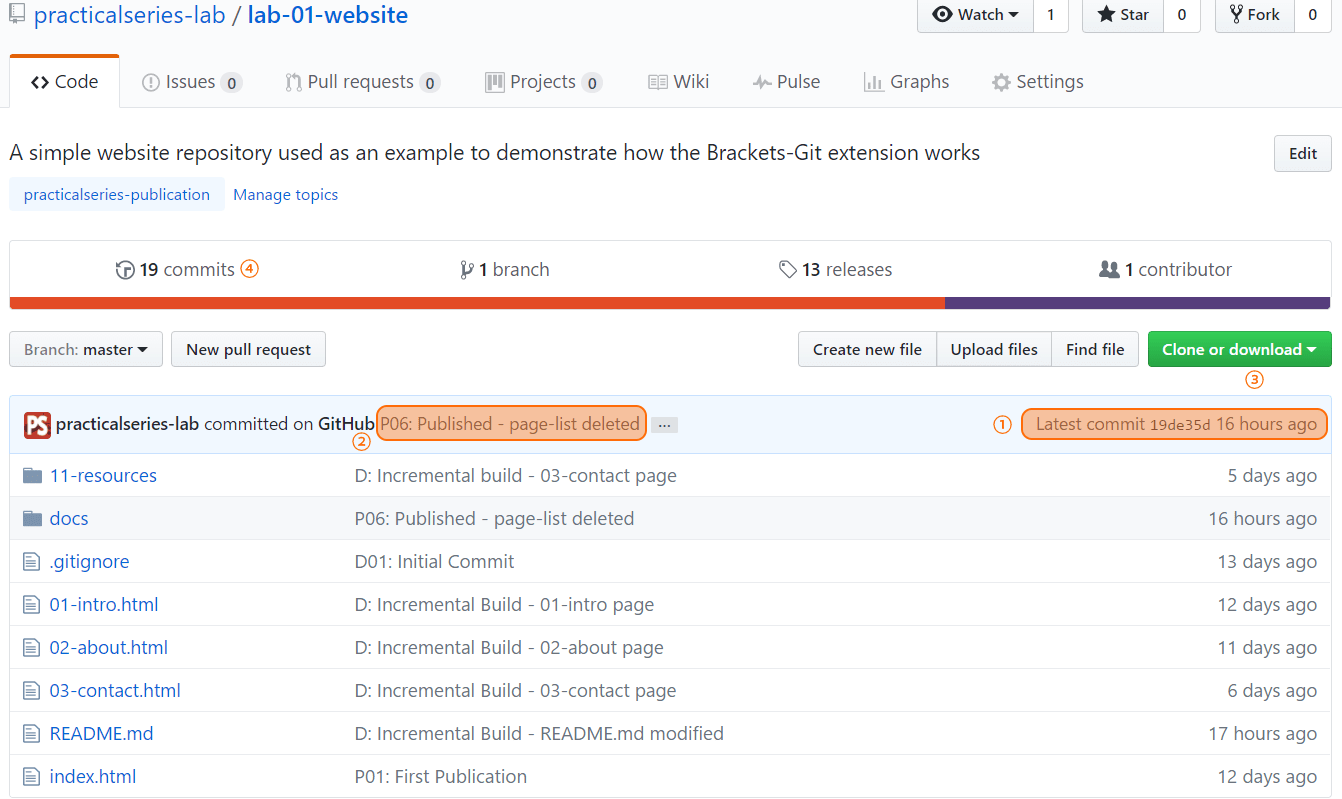 practicalseries-lab / lab-01-website Watch 1 Star 0 Fork 0
Code Issues 0 Pull requests 0 Projects 0 Wiki Pulse Graphs Settings
A simple website repository used as an example to demonstrate how the Brackets-Git extension works Edit
practicalseries-publication Manage topics
19 commits 4 1 branch 13 releases 1 contributor
Branch: master New pull request Create new file Upload files Find file Clone or download
3
PS practicalseries-lab committed on GitHub P06: Published - page-list deleted ... 1 Latest commit 19de35d 16 hours ago
2
11-resources D: Incremental build - 03-contact page 5 days ago
docs P06: Published - page-list deleted 16 hours ago
.gitignore D01: Initial Commit 13 days ago
01-intro.html D: Incremental Build - 01-intro page 12 days ago
02-about.html D: Incremental Build - 02-about page 11 days ago
03-contact.html D: Incremental Build - 03-contact page 6 days ago
README.md D: Incremental Build - README.md modified 17 hours ago
index.html P01: First Publication 12 days ago